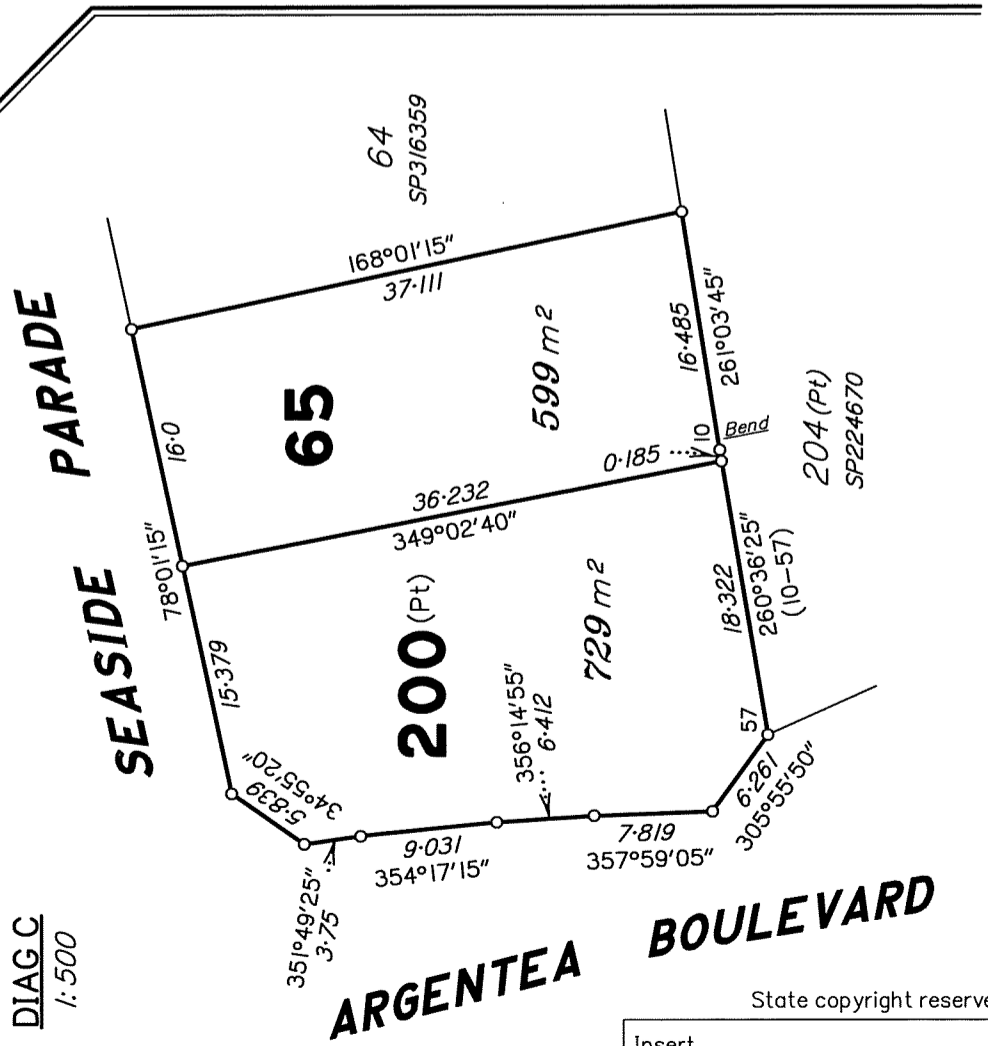 64
SP316359
SEASIDE PARADE
168°01'15"
37·111
16·0
65
599 m²
16·485
261°03'45"
78°01'15"
36·232
349°02'40"
0·185
10
Bend
204 (Pt)
SP224670
15·379
200 (Pt)
729 m²
18·322
260°36'25"
(10–57)
57
5·839
34°55'20"
356°14'55"
6·412
9·031
354°17'15"
7·819
357°59'05"
6·261
305°55'50"
351°49'25"
3·75
DIAG C
1:500
ARGENTEA BOULEVARD
State copyright reserve
Insert